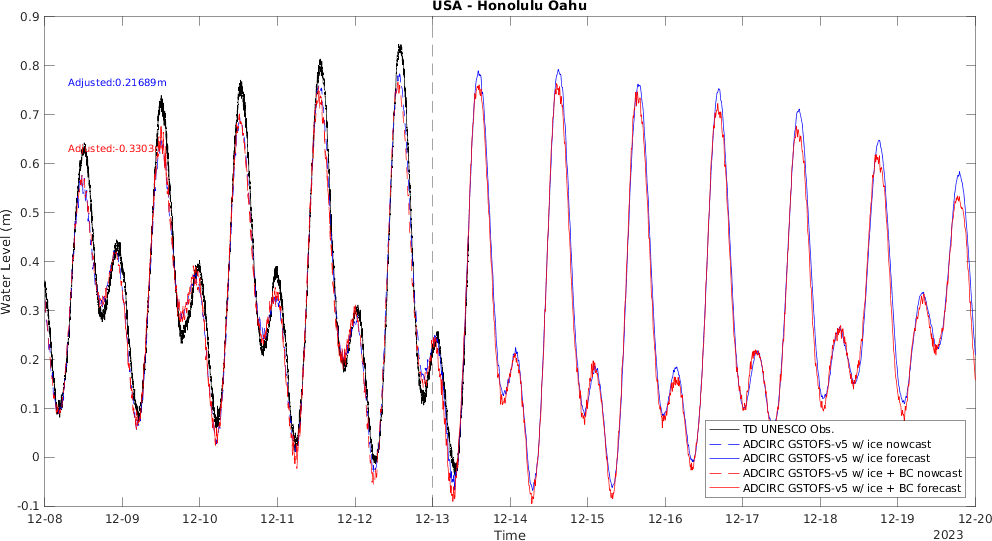 USA - Honolulu Oahu
0.9
0.8
0.7
0.6
0.5
0.4
0.3
0.2
0.1
0
-0.1
Water Level (m)
Adjusted:0.21689m
Adjusted:-0.3303
TD UNESCO Obs.
ADCIRC GSTOFS-v5 w/ ice nowcast
ADCIRC GSTOFS-v5 w/ ice forecast
ADCIRC GSTOFS-v5 w/ice + BC nowcast
ADCIRC GSTOFS-v5 w/ice + BC forecast
12-08 12-09 12-10 12-11 12-12 12-13 12-14 12-15 12-16 12-17 12-18 12-19 12-20
Time
2023